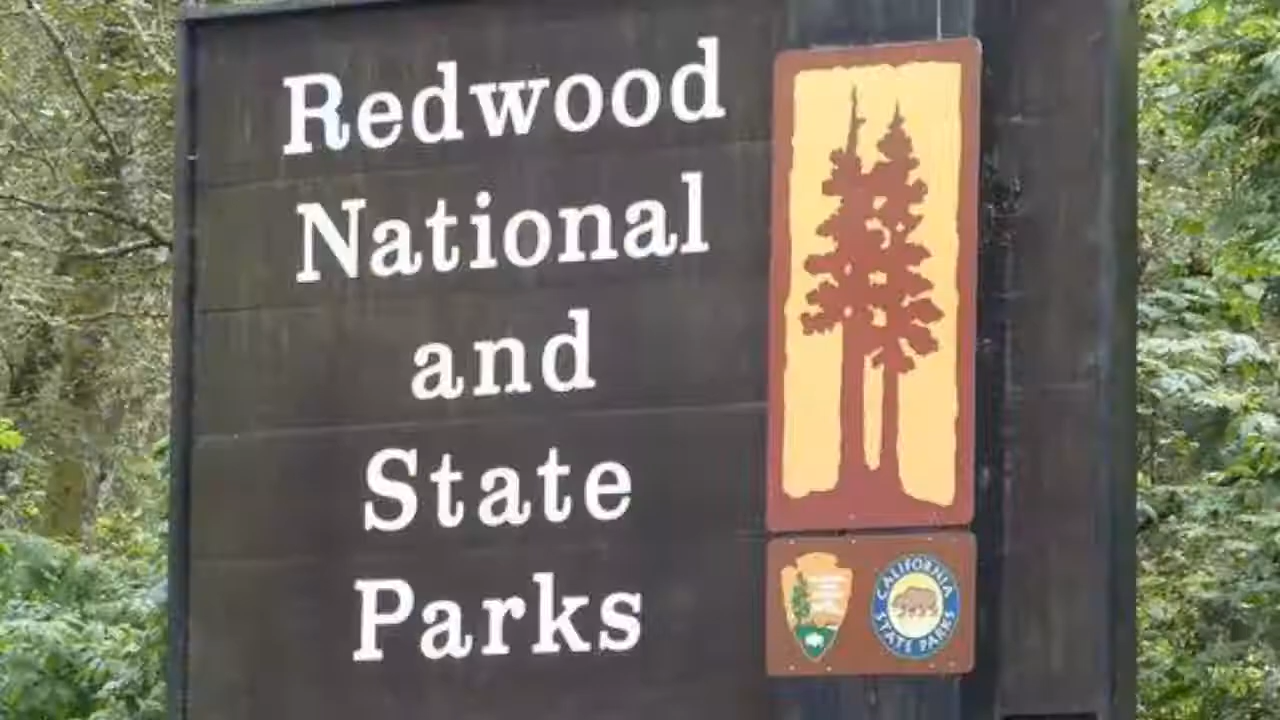 Redwood
National
and
State
Parks
CALIFORNIA
STATE PARKS